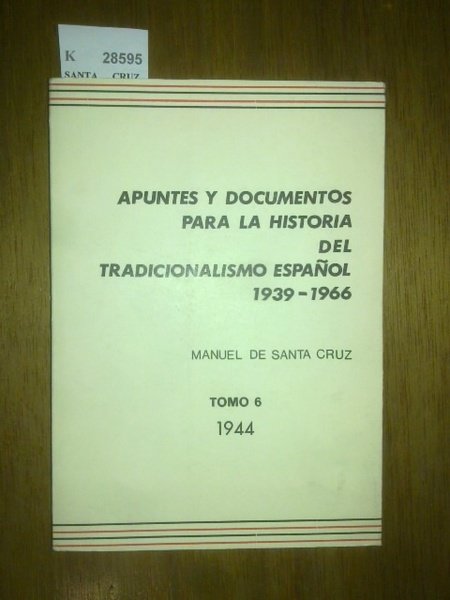 K 28595
SANTA CRUZ
APUNTES Y DOCUMENTOS
PARA LA HISTORIA
DEL
TRADICIONALISMO ESPAÑOL
1939-1966
MANUEL DE SANTA CRUZ
TOMO 6
1944